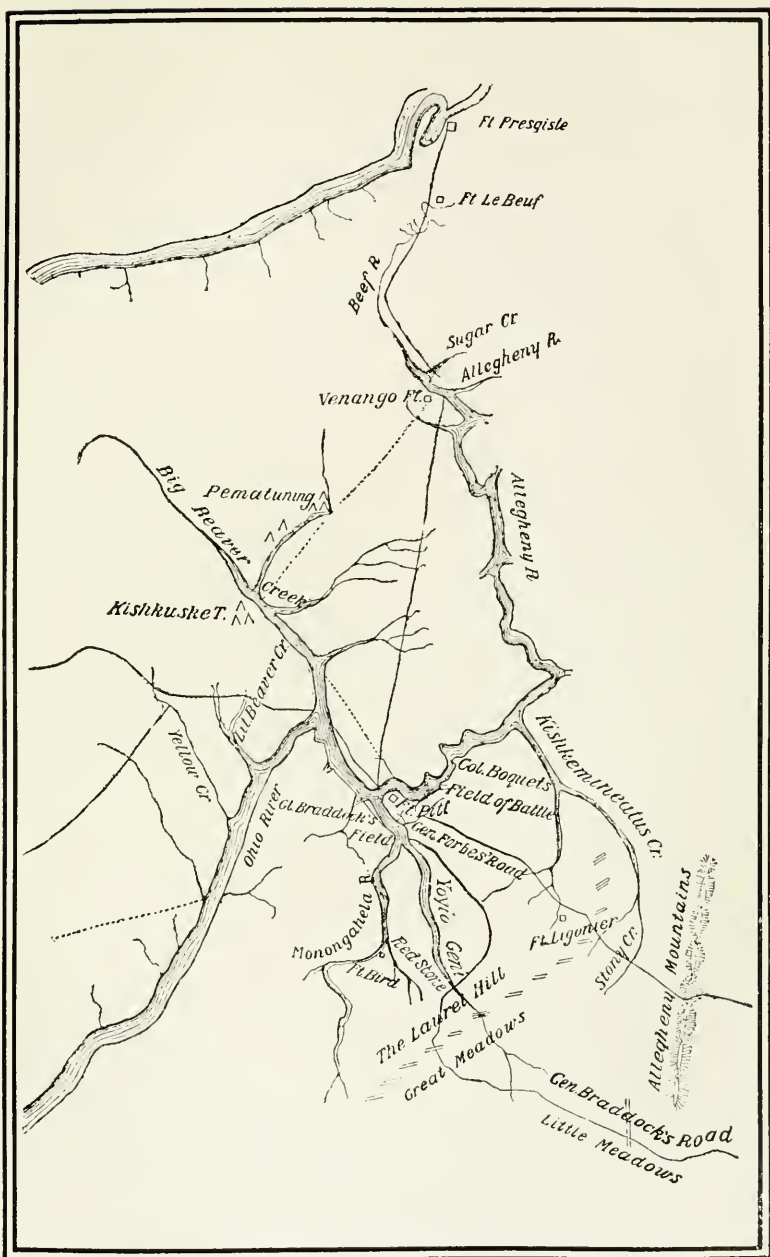 Ft Presqisle
Ft Le Beuf
Beef R
Sugar Cr
Allegheny R.
Venango Ft.
Big Beaver Creek
Pematuning
Allegheny R
Kishkuske T.
Lit. Beaver Cr.
Yellow Cr
Ohio River
Kishkemineatus Cr.
Col. Boquets
Field of Battle
Ft. Pitt
Gl. Braddock's
Field
Gen. Forbes' Road
Yoyio Geni
Monongahela R.
Ft. Bird
Red Stone
Ft. Ligonier
Stony Cr.
Allegheny Mountains
The Laurel Hill
Great Meadows
Gen. Braddock's Road
Little Meadows